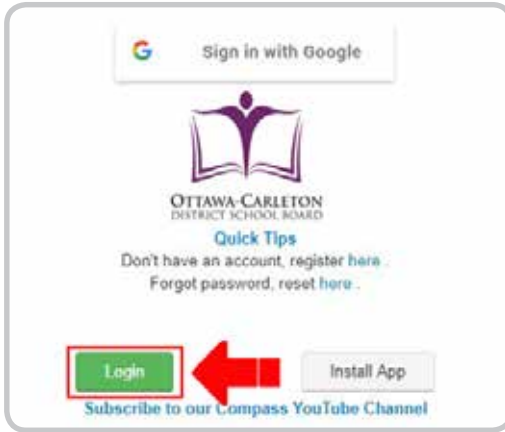 Sign in with Google
OTTAWA-CARLETON
DISTRICT SCHOOL BOARD
Quick Tips
Don't have an account, register here .
Forgot password, reset here .
Login
Install App
Subscribe to our Compass YouTube Channel